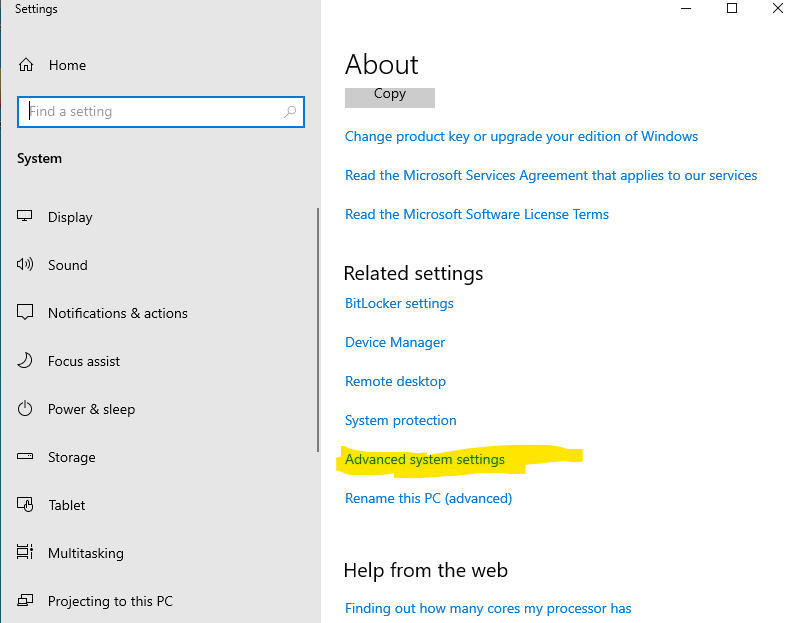 Settings
Home
Find a setting
System
Display
Sound
Notifications & actions
Focus assist
Power & sleep
Storage
Tablet
Multitasking
Projecting to this PC
About
Copy
Change product key or upgrade your edition of Windows
Read the Microsoft Services Agreement that applies to our services
Read the Microsoft Software License Terms
Related settings
BitLocker settings
Device Manager
Remote desktop
System protection
Advanced system settings
Rename this PC (advanced)
Help from the web
Finding out how many cores my processor has